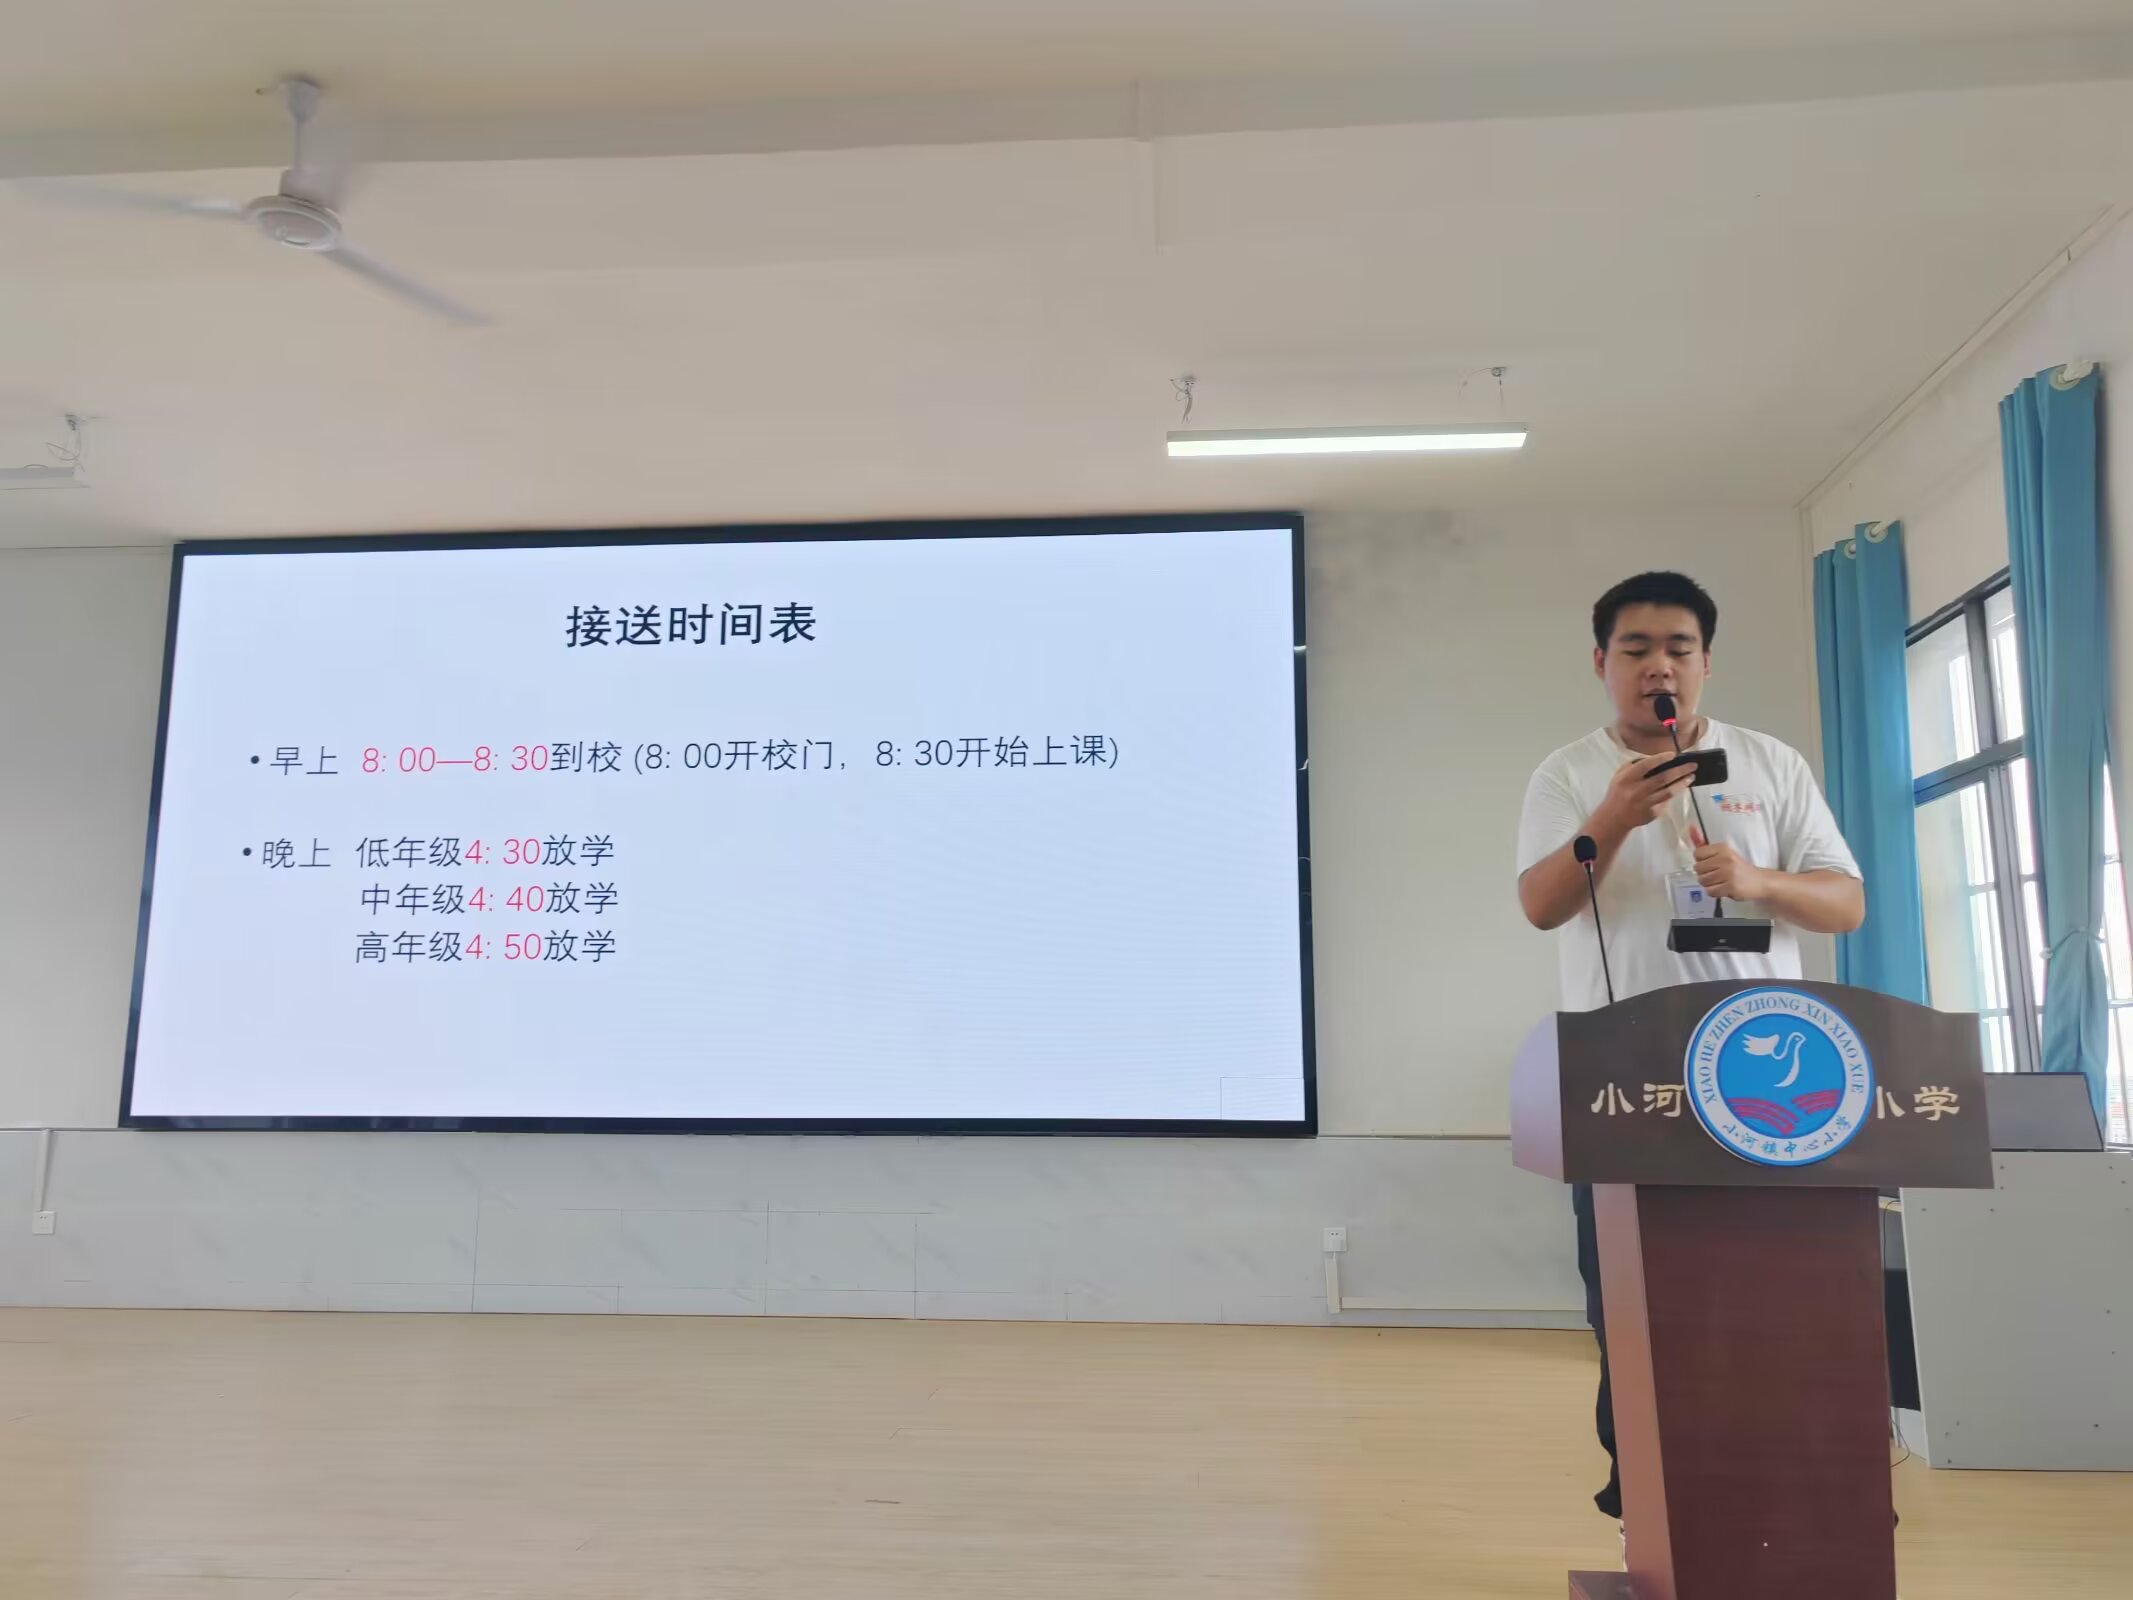 接送时间表
• 早上 8: 00—8: 30到校 (8: 00开校门，8: 30开始上课)
• 晚上 低年级4: 30放学
中年级4: 40放学
高年级4: 50放学
XIAO HE ZHEN ZHONG XIN XIAO XUE
小河 小学
小河镇中心小学